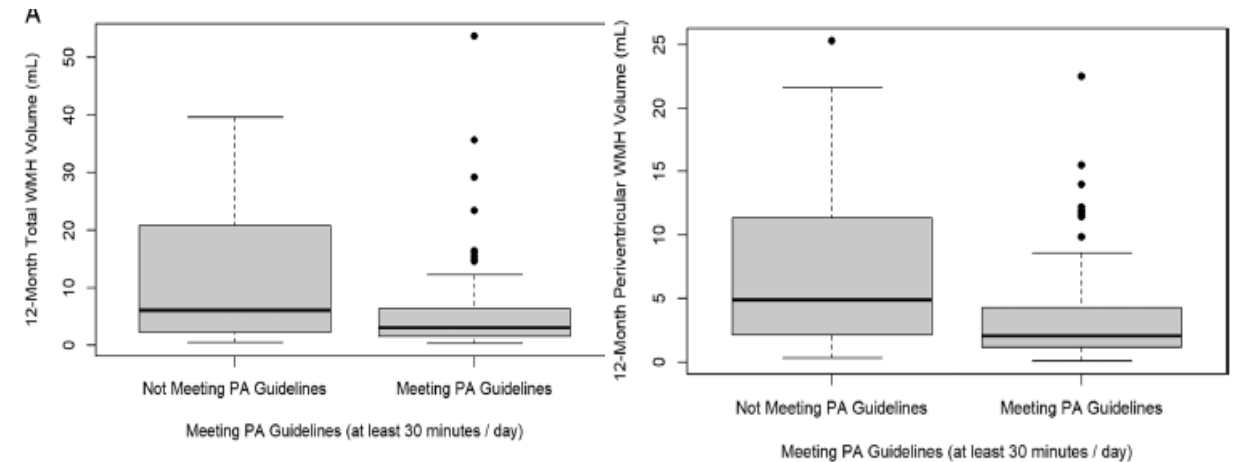 A
12-Month Total WMH Volume (mL)
50
40
30
20
10
0
Not Meeting PA Guidelines
Meeting PA Guidelines
Meeting PA Guidelines (at least 30 minutes / day)
12-Month Periventricular WMH Volume (mL)
25
20
15
10
5
0
Not Meeting PA Guidelines
Meeting PA Guidelines
Meeting PA Guidelines (at least 30 minutes / day)